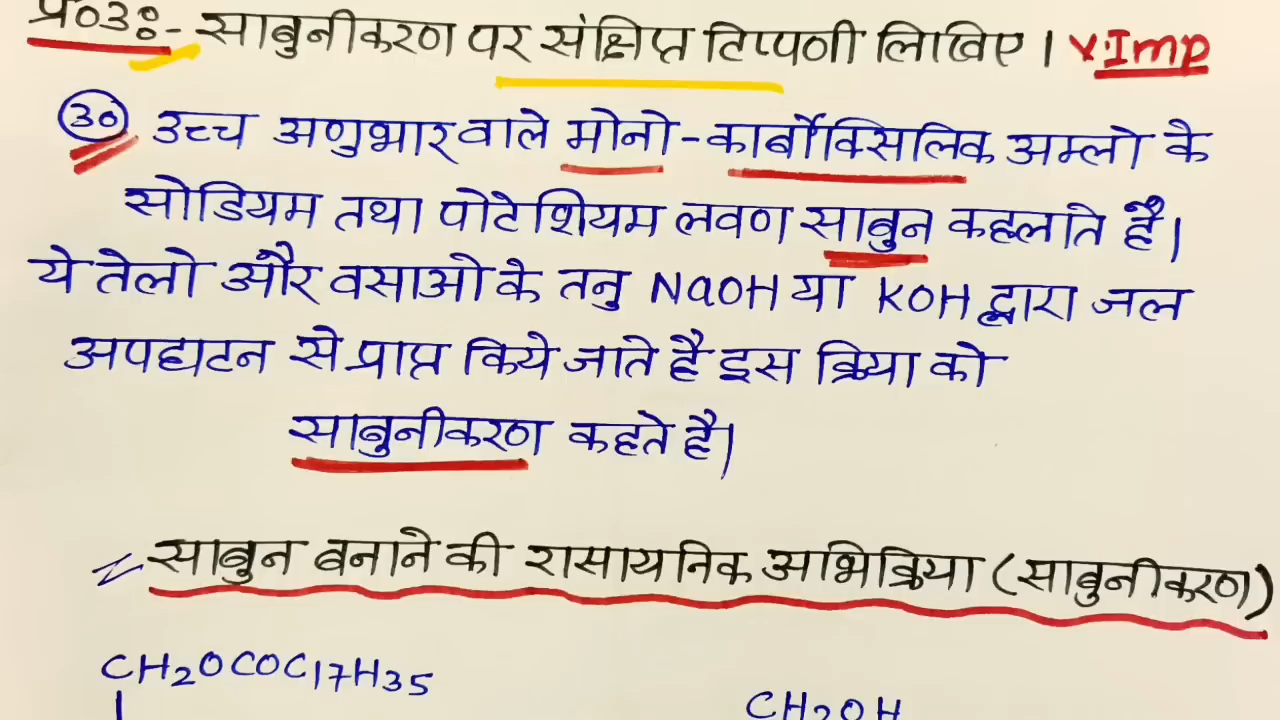 प्र०3ः- साबुनीकरण पर संक्षिप्त टिप्पणी लिखिए। V.Imp
उ० उच्च अणुभार वाले मोनो-कार्बोक्सिलिक अम्लो के
सोडियम तथा पोटेशियम लवण साबुन कहलाते है।
ये तेलो और वसाओ के तनु NaOH या KOH द्वारा जल
अपघटन से प्राप्त किये जाते है इस क्रिया को
साबुनीकरण कहते है।
साबुन बनाने की रासायनिक अभिक्रिया (साबुनीकरण)
CH2OCOC17H35
CH2OH